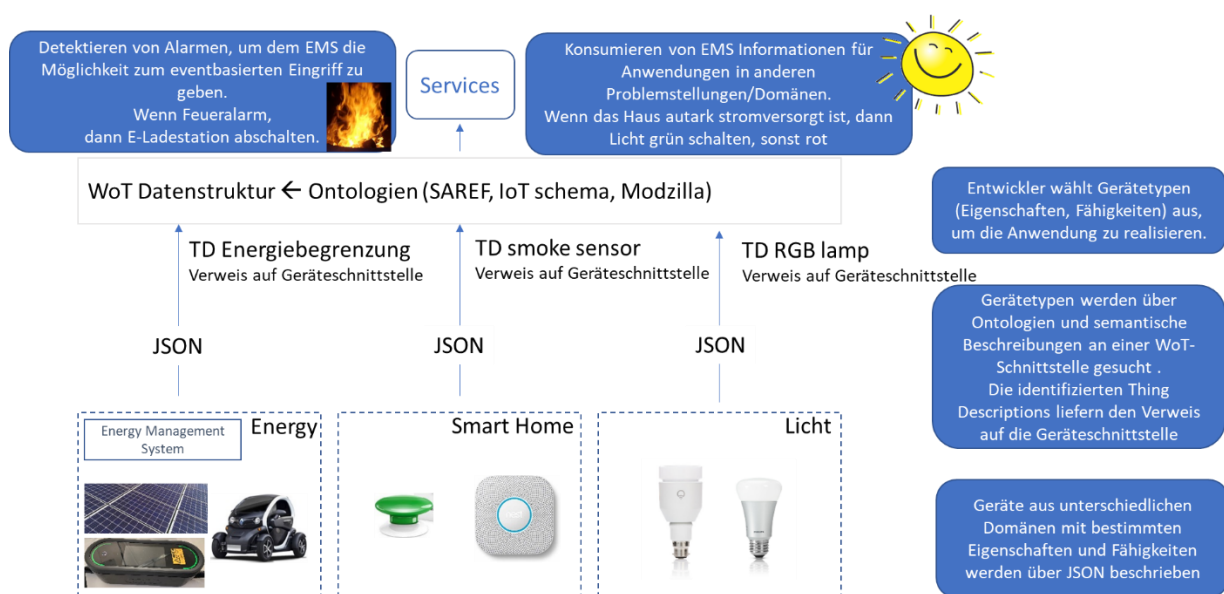 Detektieren von Alarmen, um dem EMS die
Möglichkeit zum eventbasierten Eingriff zu
geben.
Wenn Feueralarm,
dann E-Ladestation abschalten.
Services
Konsumieren von EMS Informationen für
Anwendungen in anderen
Problemstellungen/Domänen.
Wenn das Haus autark stromversorgt ist, dann
Licht grün schalten, sonst rot
WoT Datenstruktur ← Ontologien (SAREF, IoT schema, Modzilla)
TD Energiebegrenzung
Verweis auf Geräteschnittstelle
TD smoke sensor
Verweis auf Geräteschnittstelle
TD RGB lamp
Verweis auf Geräteschnittstelle
JSON
JSON
JSON
Energy Management
System
Energy
Smart Home
Licht
Entwickler wählt Gerätetypen
(Eigenschaften, Fähigkeiten) aus,
um die Anwendung zu realisieren.
Gerätetypen werden über
Ontologien und semantische
Beschreibungen an einer WoT-
Schnittstelle gesucht .
Die identifizierten Thing
Descriptions liefern den Verweis
auf die Geräteschnittstelle
Geräte aus unterschiedlichen
Domänen mit bestimmten
Eigenschaften und Fähigkeiten
werden über JSON beschrieben